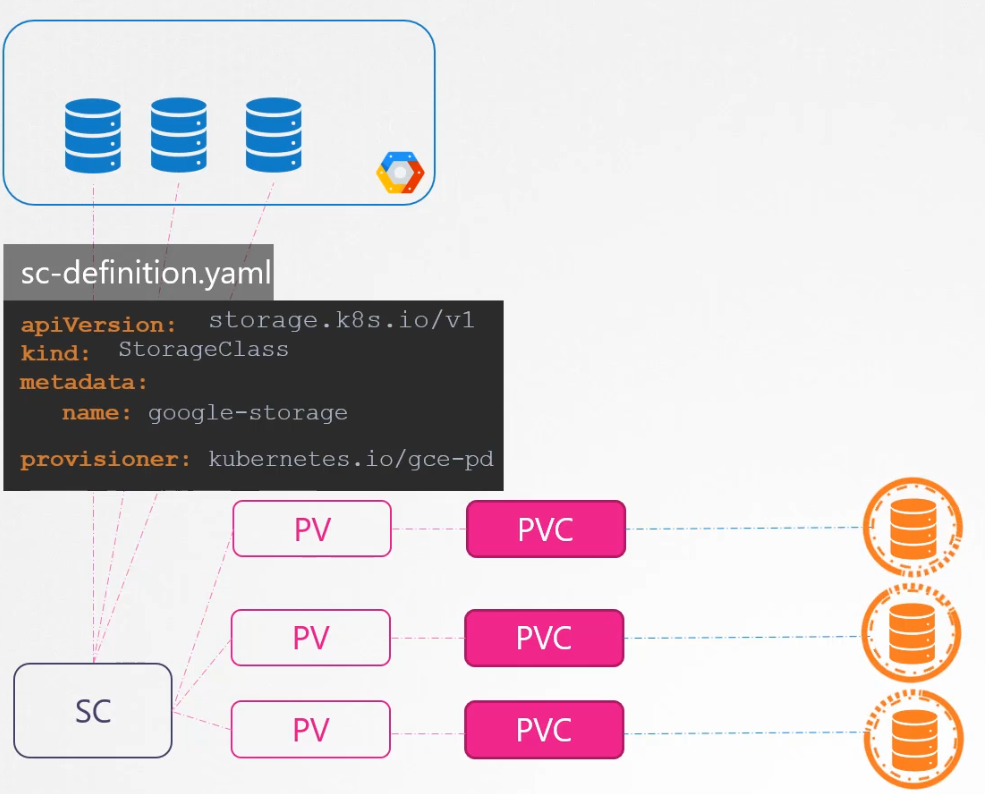 sc-definition.yaml
apiVersion: storage.k8s.io/v1
kind: StorageClass
metadata:
name: google-storage
provisioner: kubernetes.io/gce-pd
PV PVC
PV PVC
SC
PV PVC